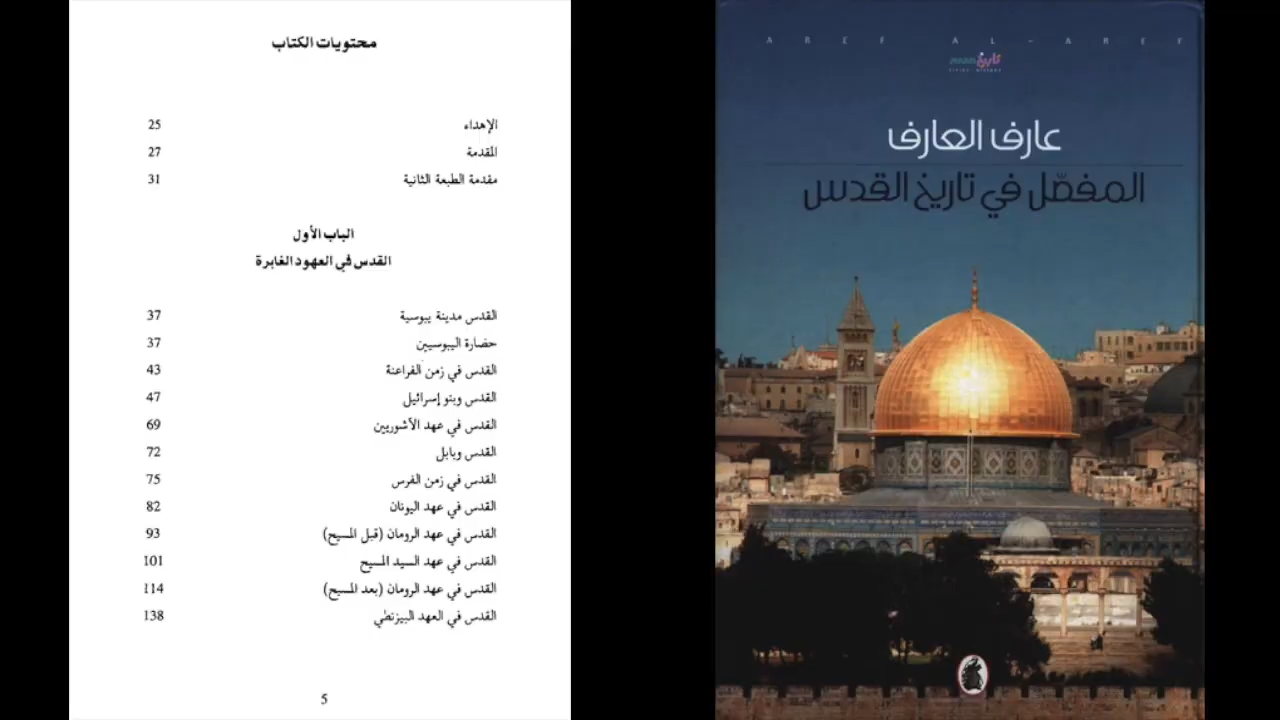 محتويات الكتاب
الإهداء 25
المقدمة 27
مقدمة الطبعة الثانية 31
الباب الأول
القدس في العهود الغابرة
القدس مدينة يبوسية 37
حضارة اليبوسيين 37
القدس في زمن الفراعنة 43
القدس وبنو إسرائيل 47
القدس في عهد الآشوريين 69
القدس وبابل 72
القدس في زمن الفرس 75
القدس في عهد اليونان 82
القدس في عهد الرومان (قبل المسيح) 93
القدس في عهد السيد المسيح 101
القدس في عهد الرومان (بعد المسيح) 114
القدس في العهد البيزنطي 138
5
AREF AL-AREF
عارف العارف
المفصّل في تاريخ القدس